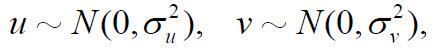 u ~ N(0, σ_u^2), v ~ N(0, σ_v^2),